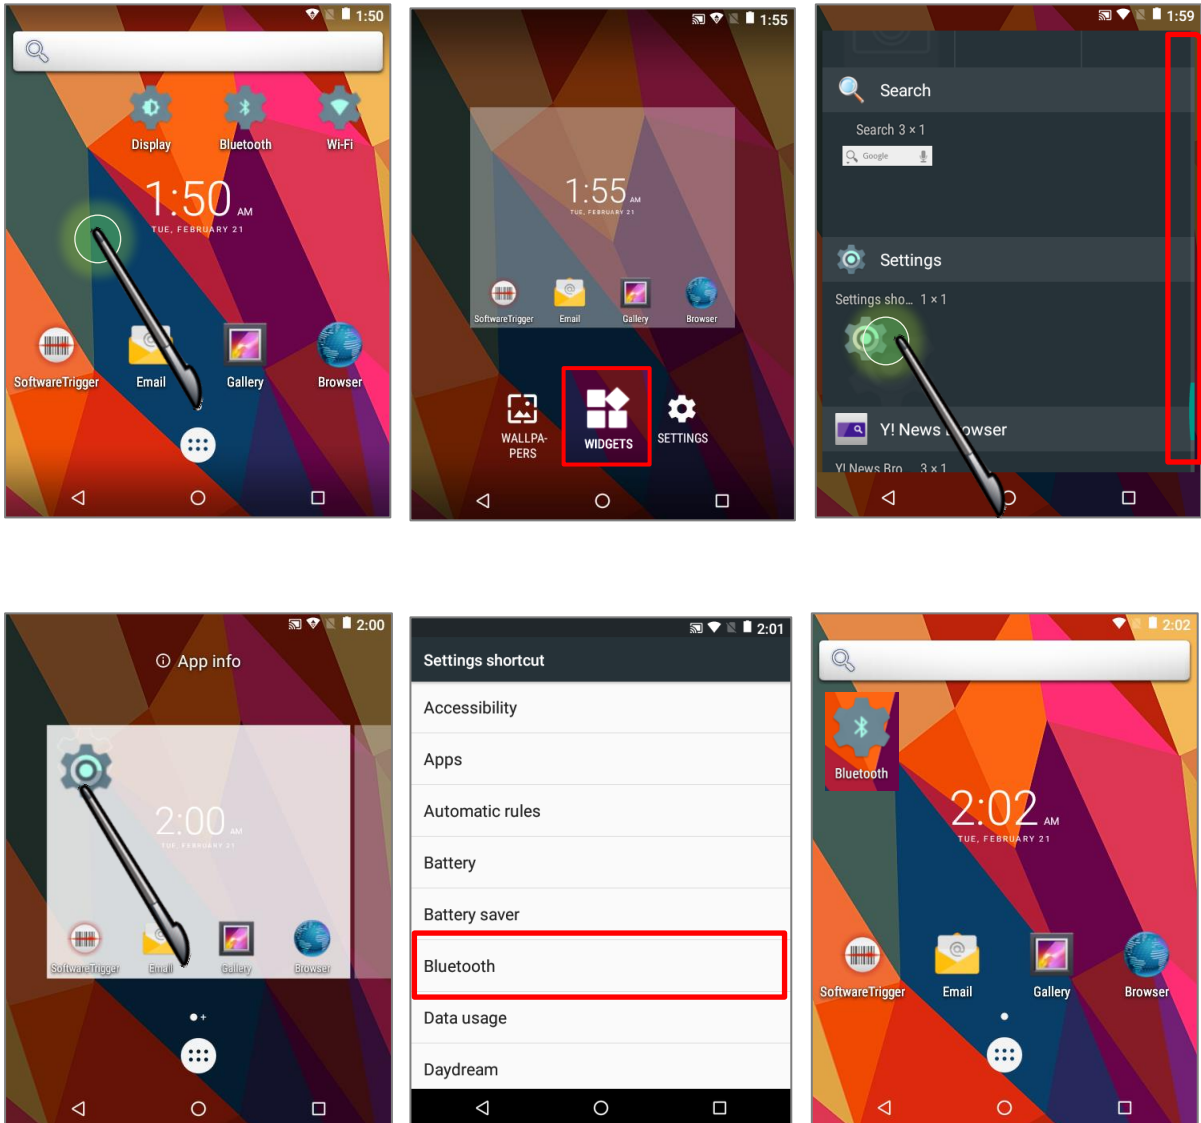 1:50
Display
Bluetooth
Wi-Fi
1:50 AM
TUE, FEBRUARY 21
SoftwareTrigger
Email
Gallery
Browser
1:55
1:55 AM
TUE, FEBRUARY 21
SoftwareTrigger
Email
Gallery
Browser
WALLPA-
PERS
WIDGETS
SETTINGS
1:59
Search
Search 3 × 1
Google
Settings
Settings sho... 1 × 1
Y! News
Y! News Bro... 3 × 1
2:00
App info
2:00 AM
TUE, FEBRUARY 21
SoftwareTrigger
Email
Gallery
Browser
2:01
Settings shortcut
Accessibility
Apps
Automatic rules
Battery
Battery saver
Bluetooth
Data usage
Daydream
2:02
Bluetooth
2:02 AM
TUE, FEBRUARY 21
SoftwareTrigger
Email
Gallery
Browser